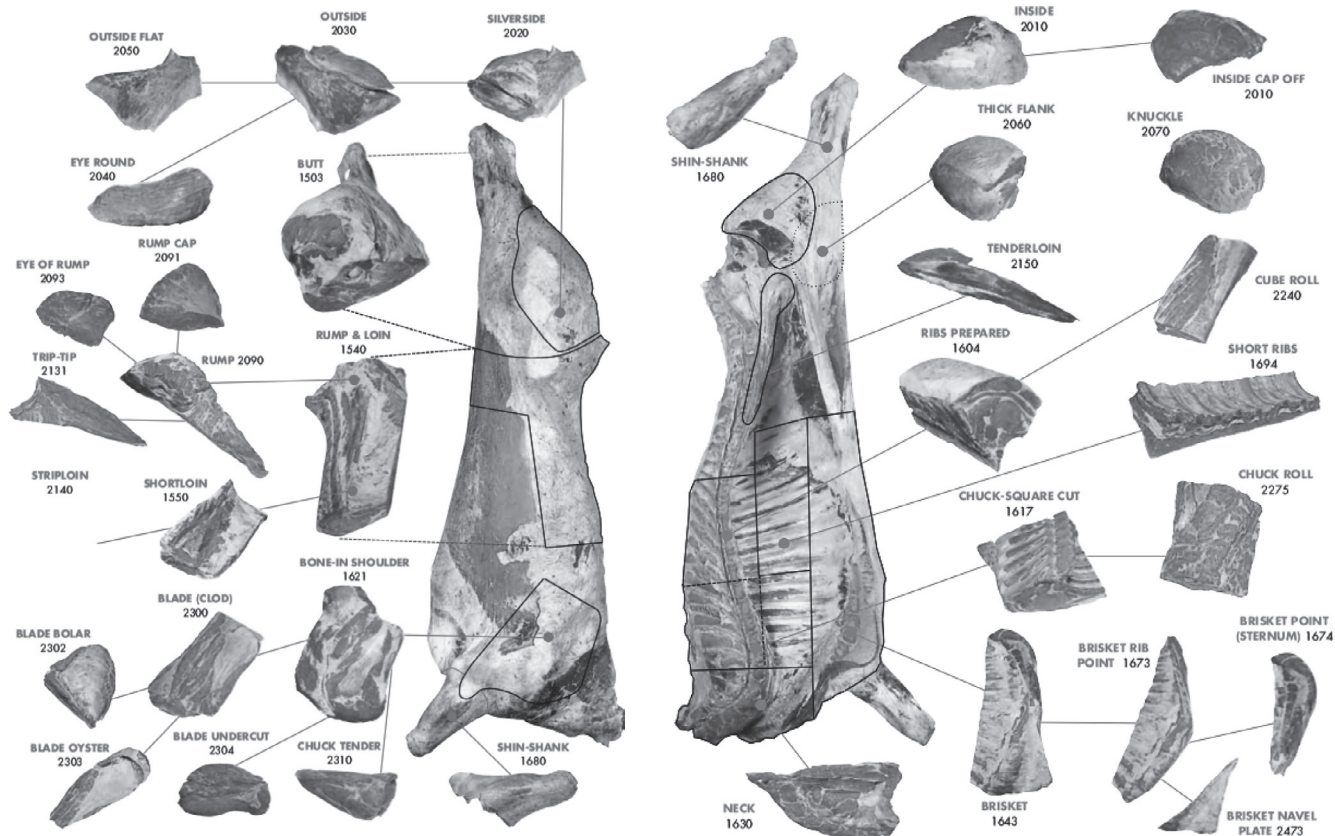 OUTSIDE
2030
SILVERSIDE
2020
OUTSIDE FLAT
2050
EYE ROUND
2040
BUTT
1503
RUMP CAP
2091
EYE OF RUMP
2093
RUMP & LOIN
1540
RUMP 2090
TRIP-TIP
2131
STRIPLOIN
2140
SHORTLOIN
1550
BONE-IN SHOULDER
1621
BLADE (CLOD)
2300
BLADE BOLAR
2302
BLADE OYSTER
2303
BLADE UNDERCUT
2304
CHUCK TENDER
2310
SHIN-SHANK
1680
INSIDE
2010
INSIDE CAP OFF
2010
SHIN-SHANK
1680
THICK FLANK
2060
KNUCKLE
2070
TENDERLOIN
2150
CUBE ROLL
2240
RIBS PREPARED
1604
SHORT RIBS
1694
CHUCK-SQUARE CUT
1617
CHUCK ROLL
2275
BRISKET POINT
(STERNUM) 1674
BRISKET RIB
POINT 1673
NECK
1630
BRISKET
1643
BRISKET NAVEL
PLATE 2473